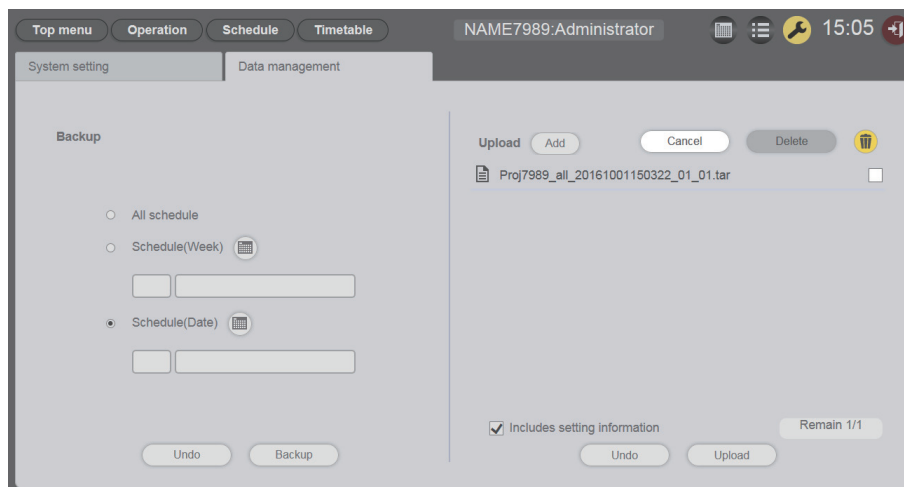 Top menu Operation Schedule Timetable NAME7989:Administrator 15:05
System setting Data management
Backup
All schedule
Schedule(Week)
Schedule(Date)
Undo Backup
Upload Add Cancel Delete
Proj7989_all_20161001150322_01_01.tar
Includes setting information Remain 1/1
Undo Upload